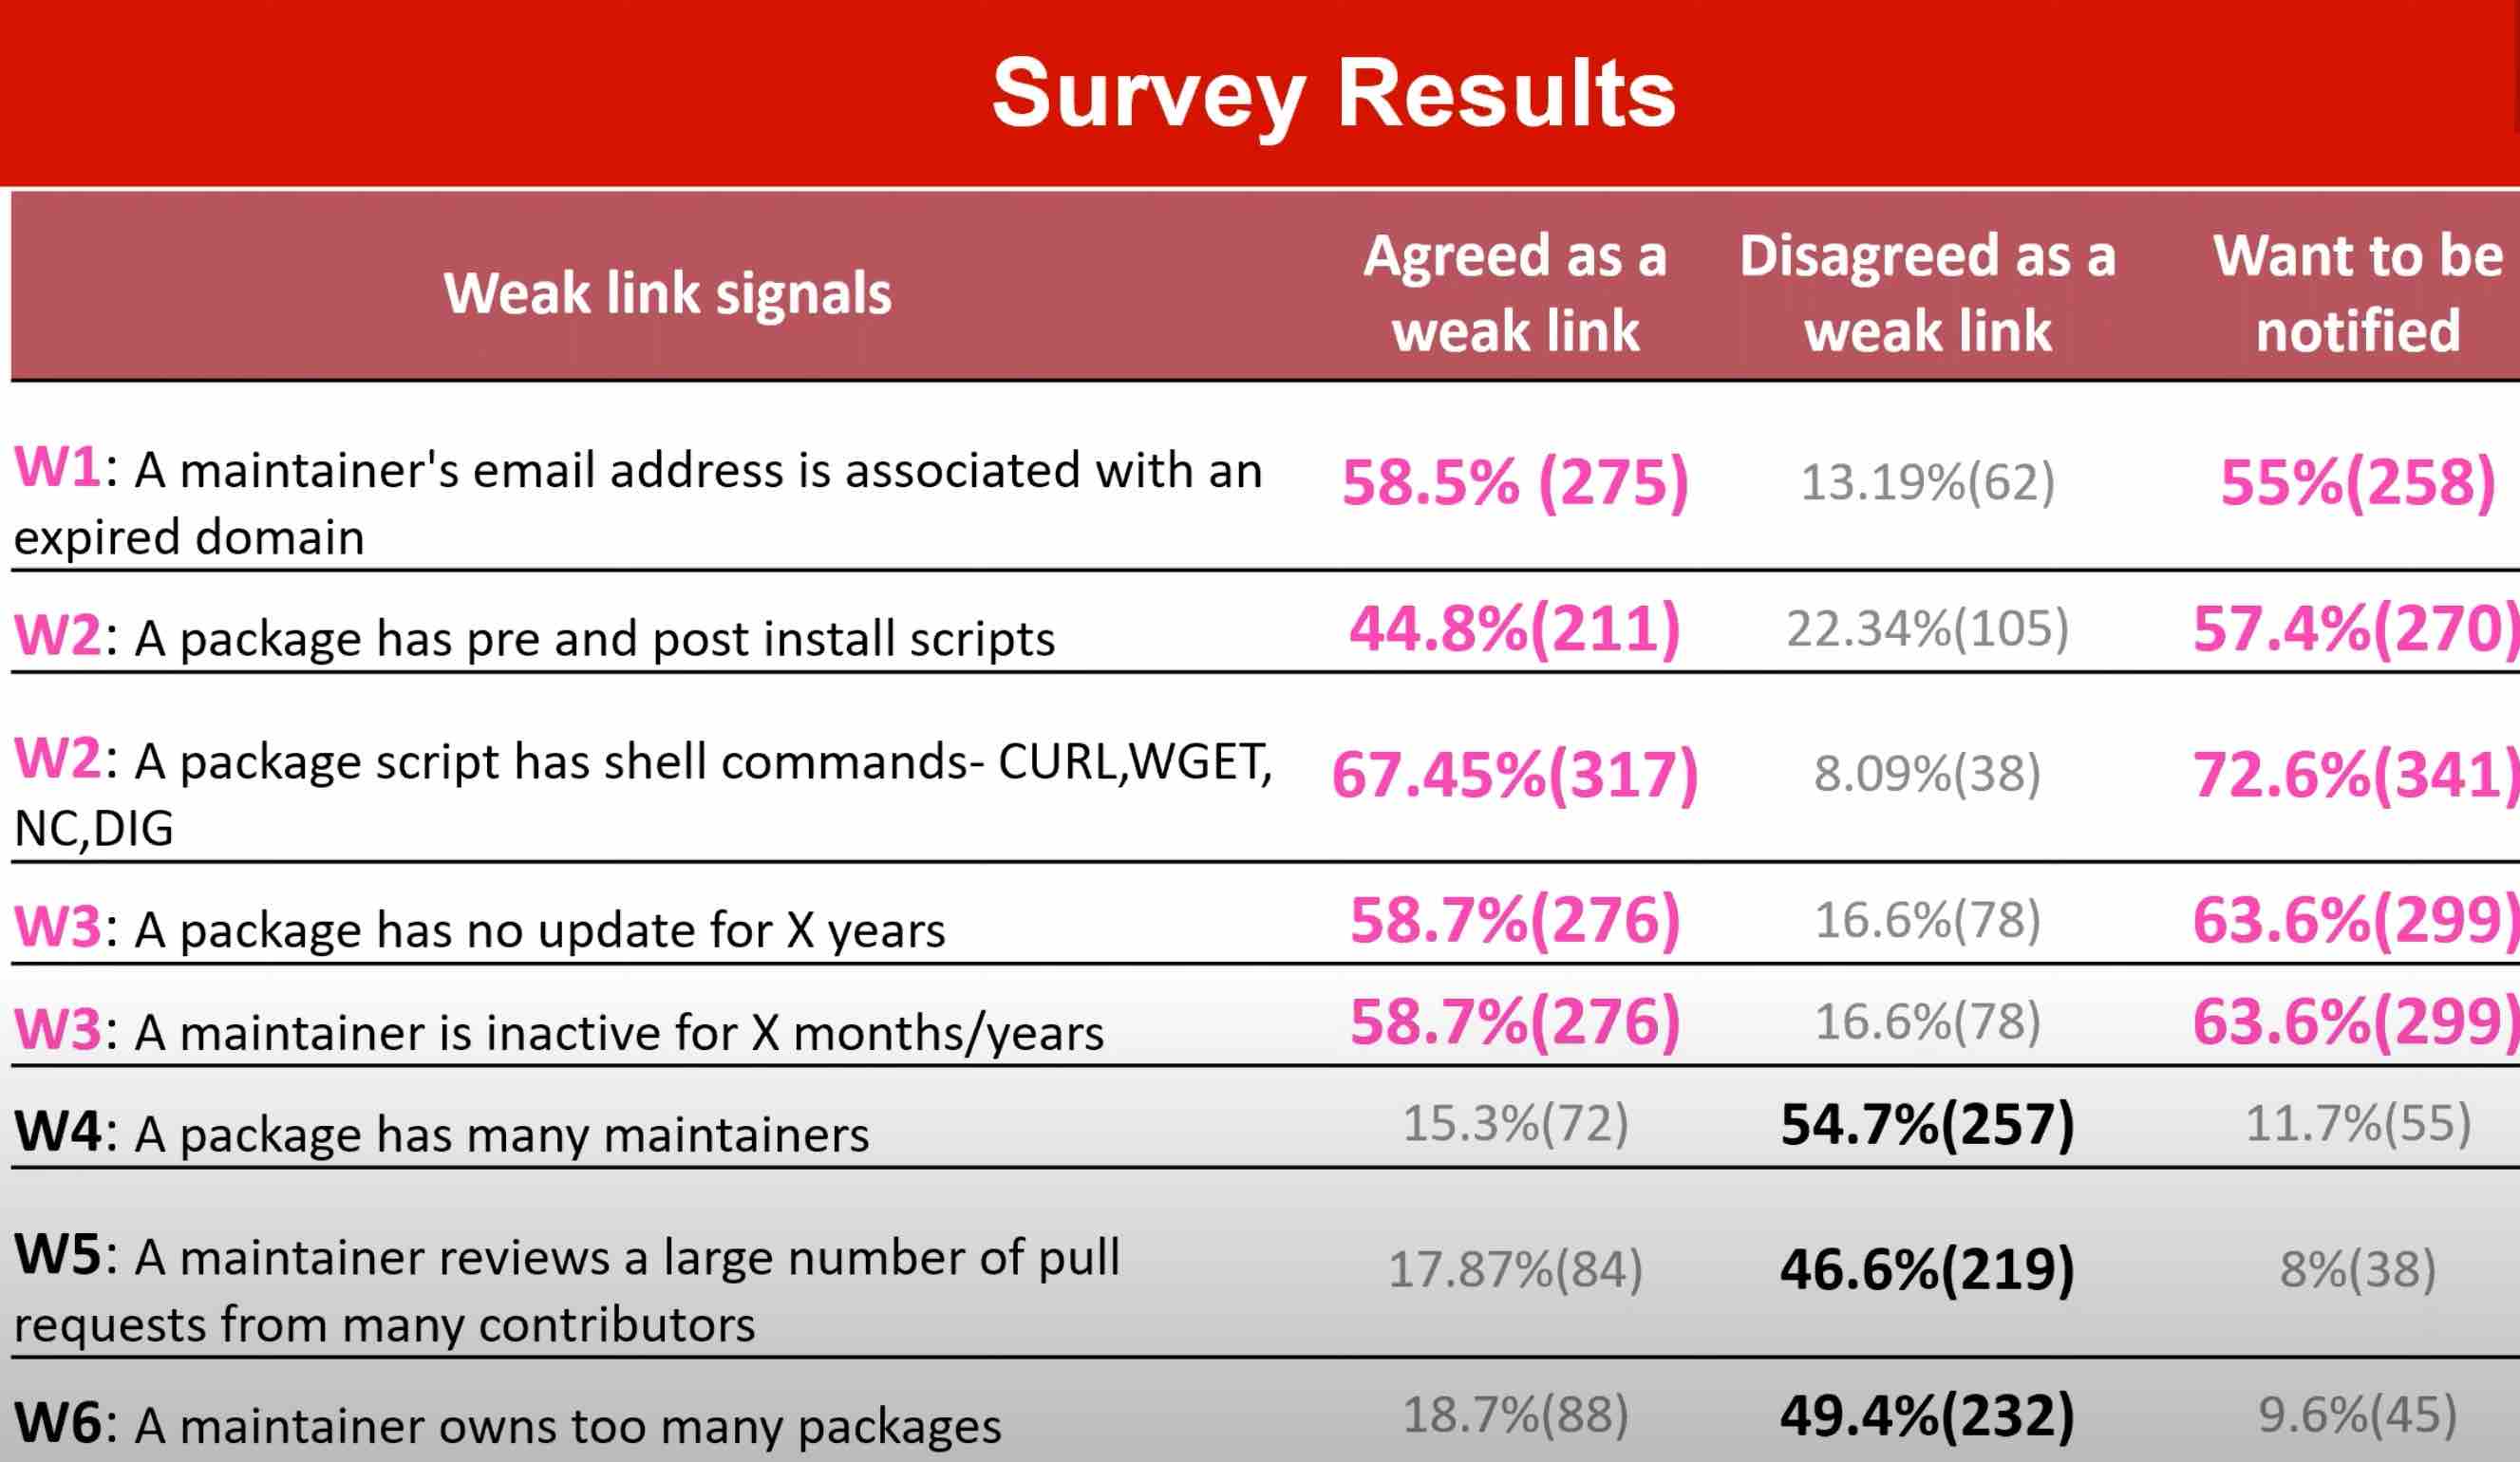 Survey Results
Weak link signals
Agreed as a
weak link
Disagreed as a
weak link
Want to be
notified
W1: A maintainer's email address is associated with an
expired domain
58.5% (275)
13.19%(62)
55%(258)
W2: A package has pre and post install scripts
44.8%(211)
22.34%(105)
57.4%(270)
W2: A package script has shell commands- CURL,WGET,
NC,DIG
67.45%(317)
8.09%(38)
72.6%(341)
W3: A package has no update for X years
58.7%(276)
16.6%(78)
63.6%(299)
W3: A maintainer is inactive for X months/years
58.7%(276)
16.6%(78)
63.6%(299)
W4: A package has many maintainers
15.3%(72)
54.7%(257)
11.7%(55)
W5: A maintainer reviews a large number of pull
requests from many contributors
17.87%(84)
46.6%(219)
8%(38)
W6: A maintainer owns too many packages
18.7%(88)
49.4%(232)
9.6%(45)